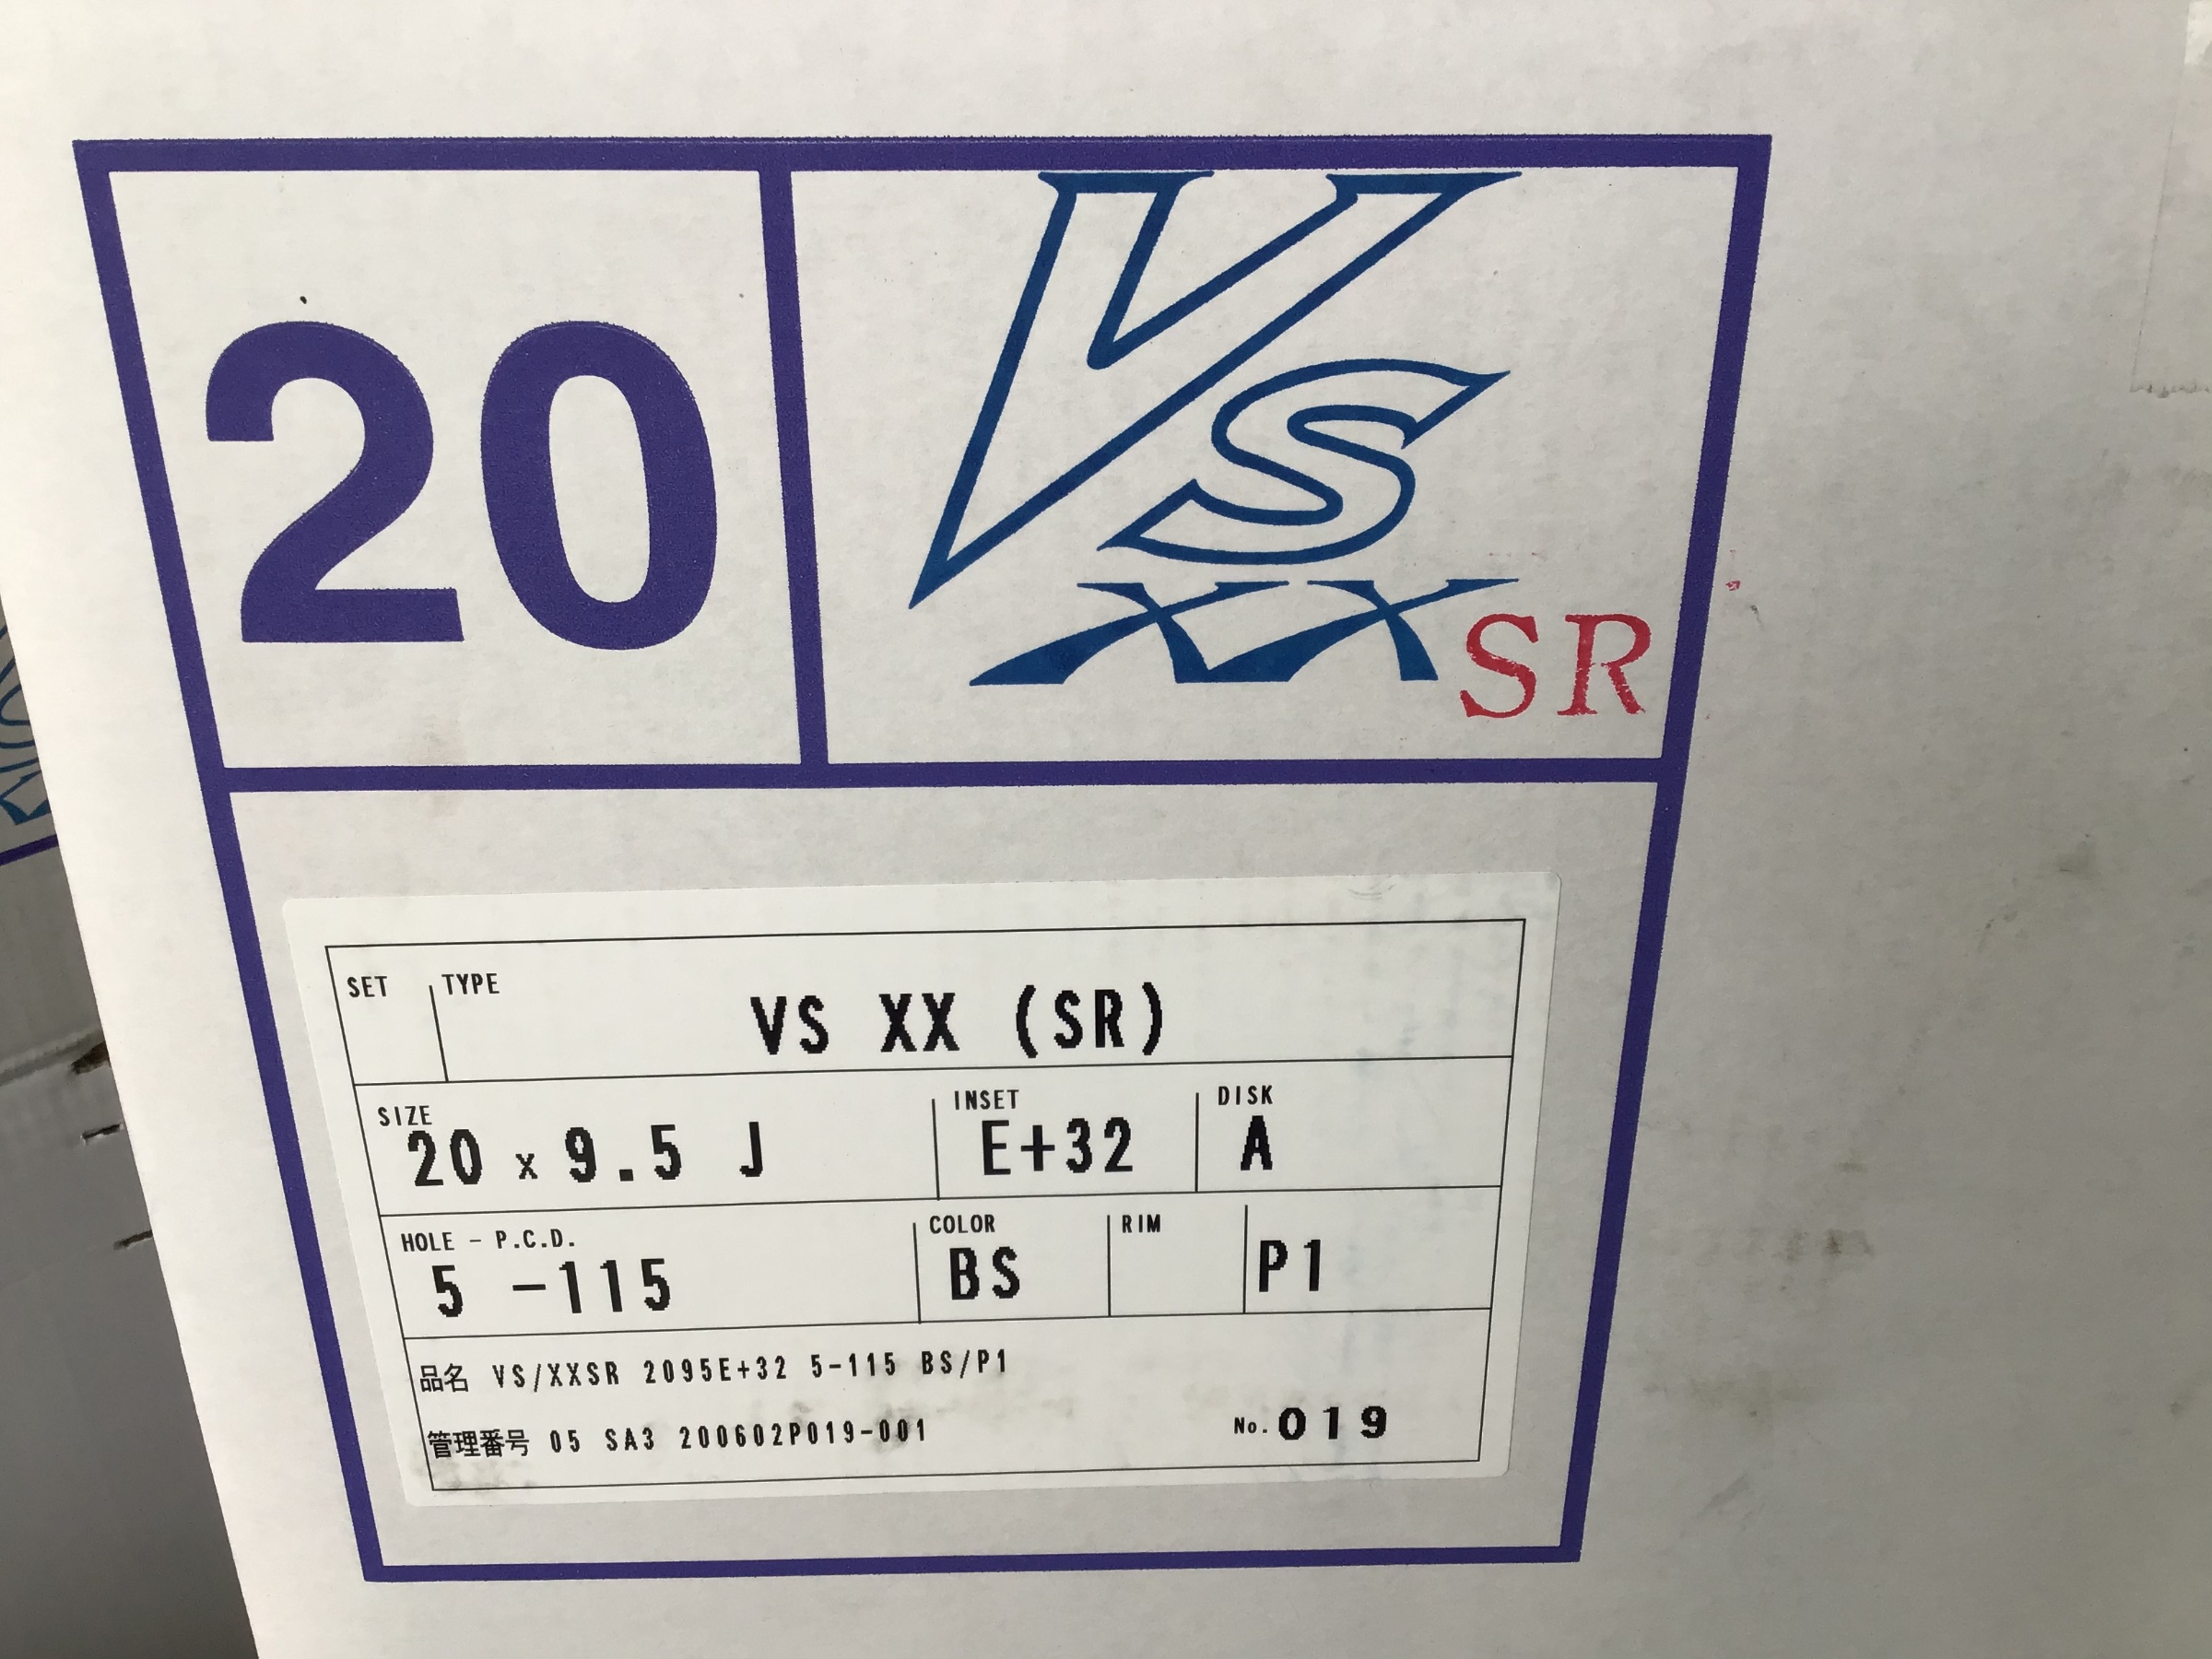 20
VS
XX SR
SET TYPE
VS XX (SR)
SIZE INSET DISK
20 x 9.5 J E+32 A
HOLE - P.C.D. COLOR RIM
5 -115 BS P1
品名 VS/XXSR 2095E+32 5-115 BS/P1
管理番号 05 SA3 200602P019-001 No. 019